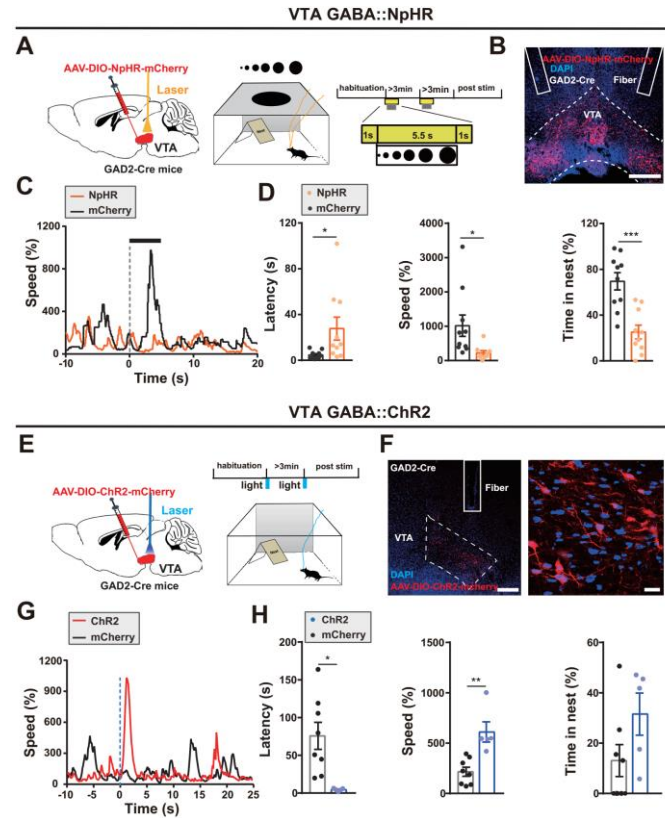 VTA GABA::NpHR
A
AAV-DIO-NpHR-mCherry
Laser
VTA
GAD2-Cre mice
habituation >3min >3min post stim
1s 5.5 s 1s
B
AAV-DIO-NpHR-mCherry
DAPI
GAD2-Cre Fiber
VTA
C
NpHR
mCherry
Speed (%)
1200
800
400
0
-10 0 10 20
Time (s)
D
NpHR
mCherry
Latency (s)
120
80
40
0
*
Speed (%)
4000
3000
2000
1000
0
*
Time in nest (%)
120
80
40
0
***
VTA GABA::ChR2
E
AAV-DIO-ChR2-mCherry
Laser
VTA
GAD2-Cre mice
habituation >3min post stim
light light
F
GAD2-Cre
Fiber
VTA
DAPI
AAV-DIO-ChR2-mcherry
G
ChR2
mCherry
Speed (%)
1200
900
600
300
0
-10 -5 0 5 10 15 20 25
Time (s)
H
ChR2
mCherry
Latency (s)
200
150
100
50
0
*
Speed (%)
1500
1000
500
0
**
Time in nest (%)
60
40
20
0